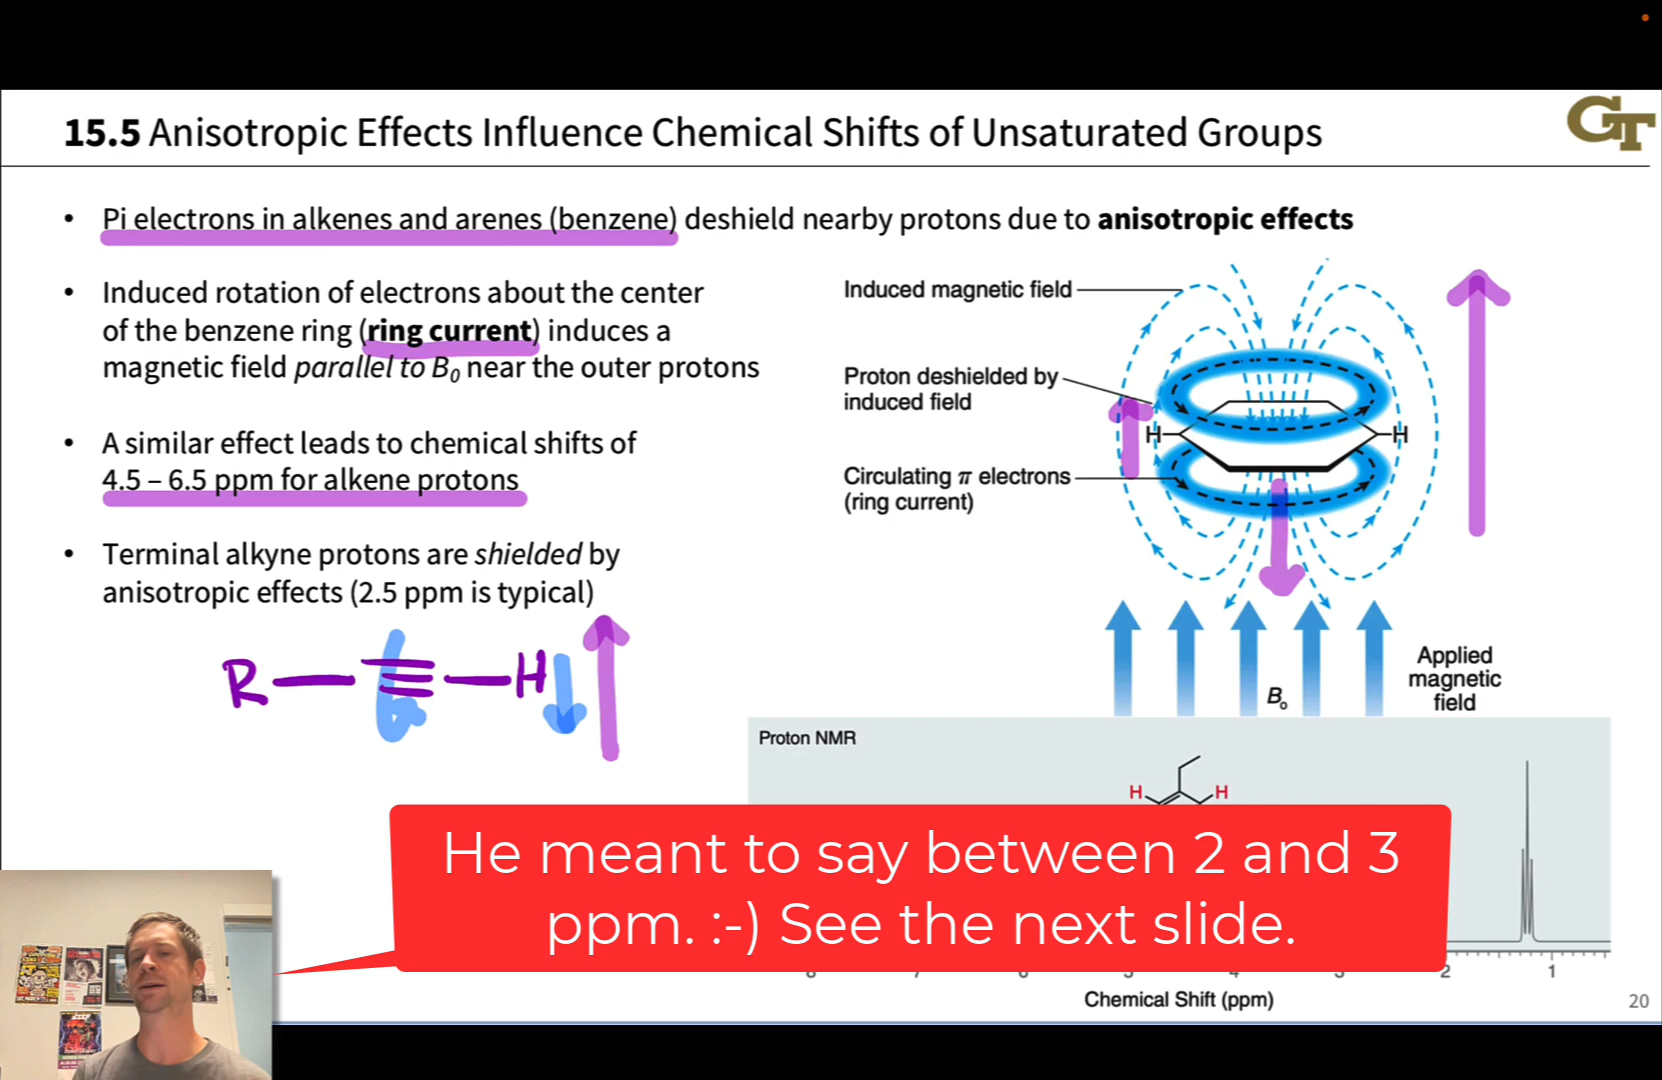 15.5 Anisotropic Effects Influence Chemical Shifts of Unsaturated Groups
GT
• Pi electrons in alkenes and arenes (benzene) deshield nearby protons due to anisotropic effects
• Induced rotation of electrons about the center
of the benzene ring (ring current) induces a
magnetic field parallel to B₀ near the outer protons
• A similar effect leads to chemical shifts of
4.5 – 6.5 ppm for alkene protons
• Terminal alkyne protons are shielded by
anisotropic effects (2.5 ppm is typical)
R—≡—H
Induced magnetic field
Proton deshielded by
induced field
H H
Circulating π electrons
(ring current)
Applied
magnetic
field
B₀
Proton NMR
H H
He meant to say between 2 and 3
ppm. :-) See the next slide.
2 1
Chemical Shift (ppm)
20